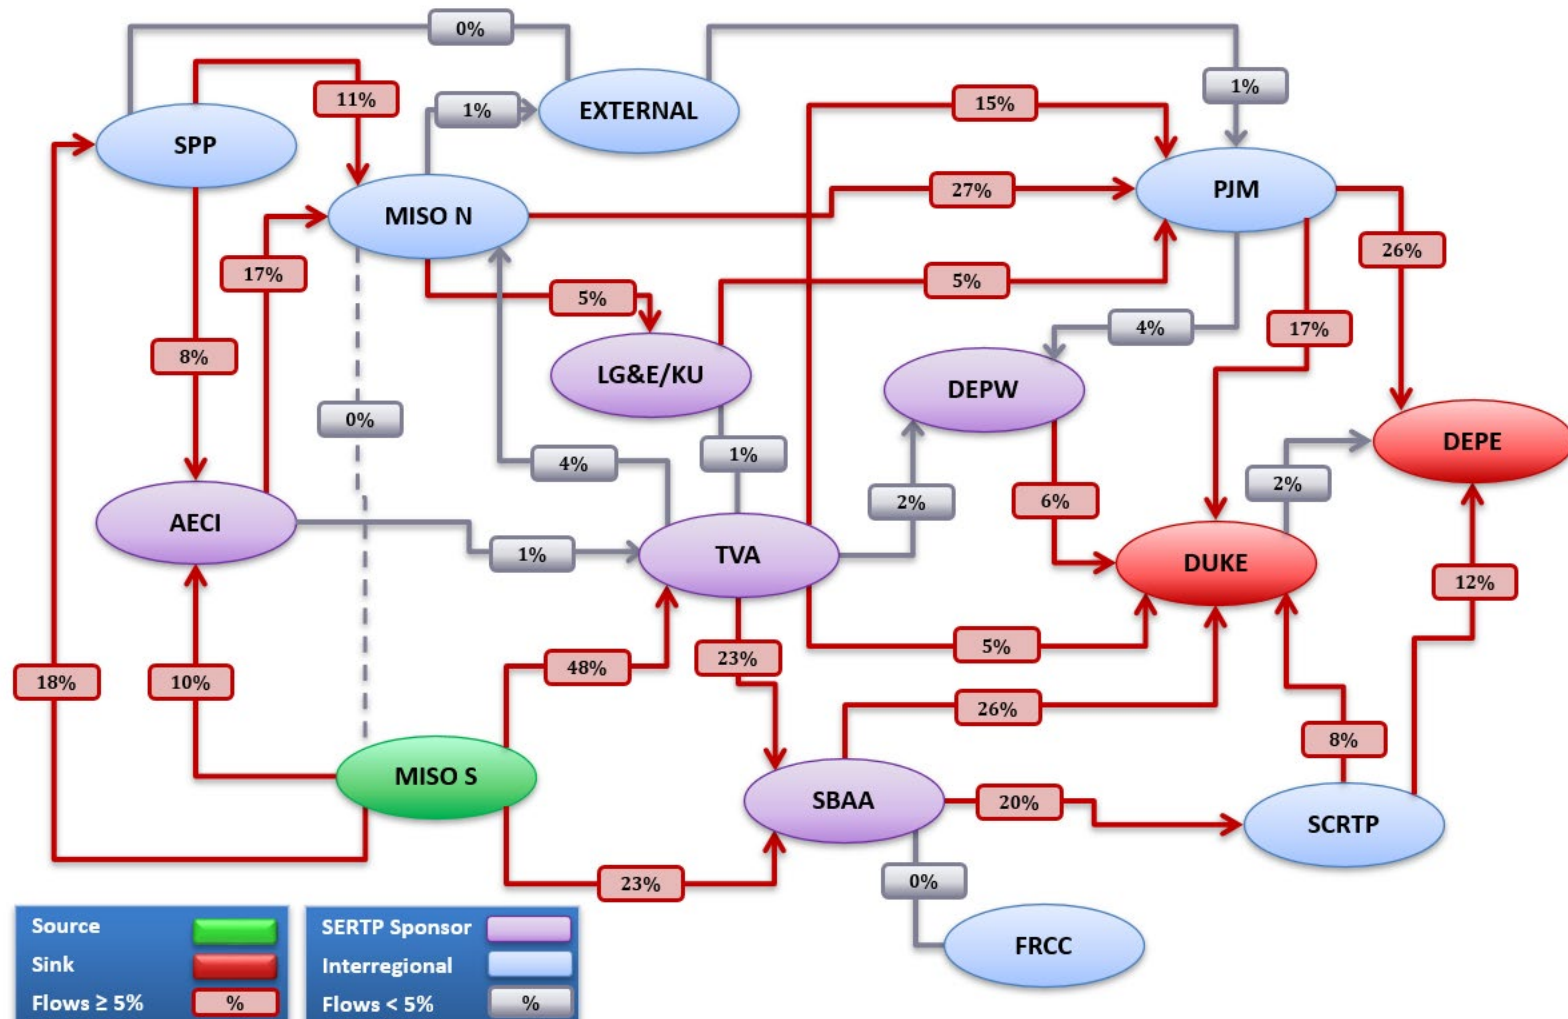 0%
11%
1%
EXTERNAL
15%
1%
SPP
MISO N
27%
PJM
17%
5%
5%
26%
8%
LG&E/KU
4%
17%
0%
DEPW
4%
1%
DEPE
2%
2%
6%
AECI
1%
TVA
DUKE
12%
18%
10%
48%
23%
5%
26%
8%
MISO S
SBAA
20%
SCRTP
23%
0%
FRCC
Source
Sink
Flows ≥ 5% %
SERTP Sponsor
Interregional
Flows < 5% %